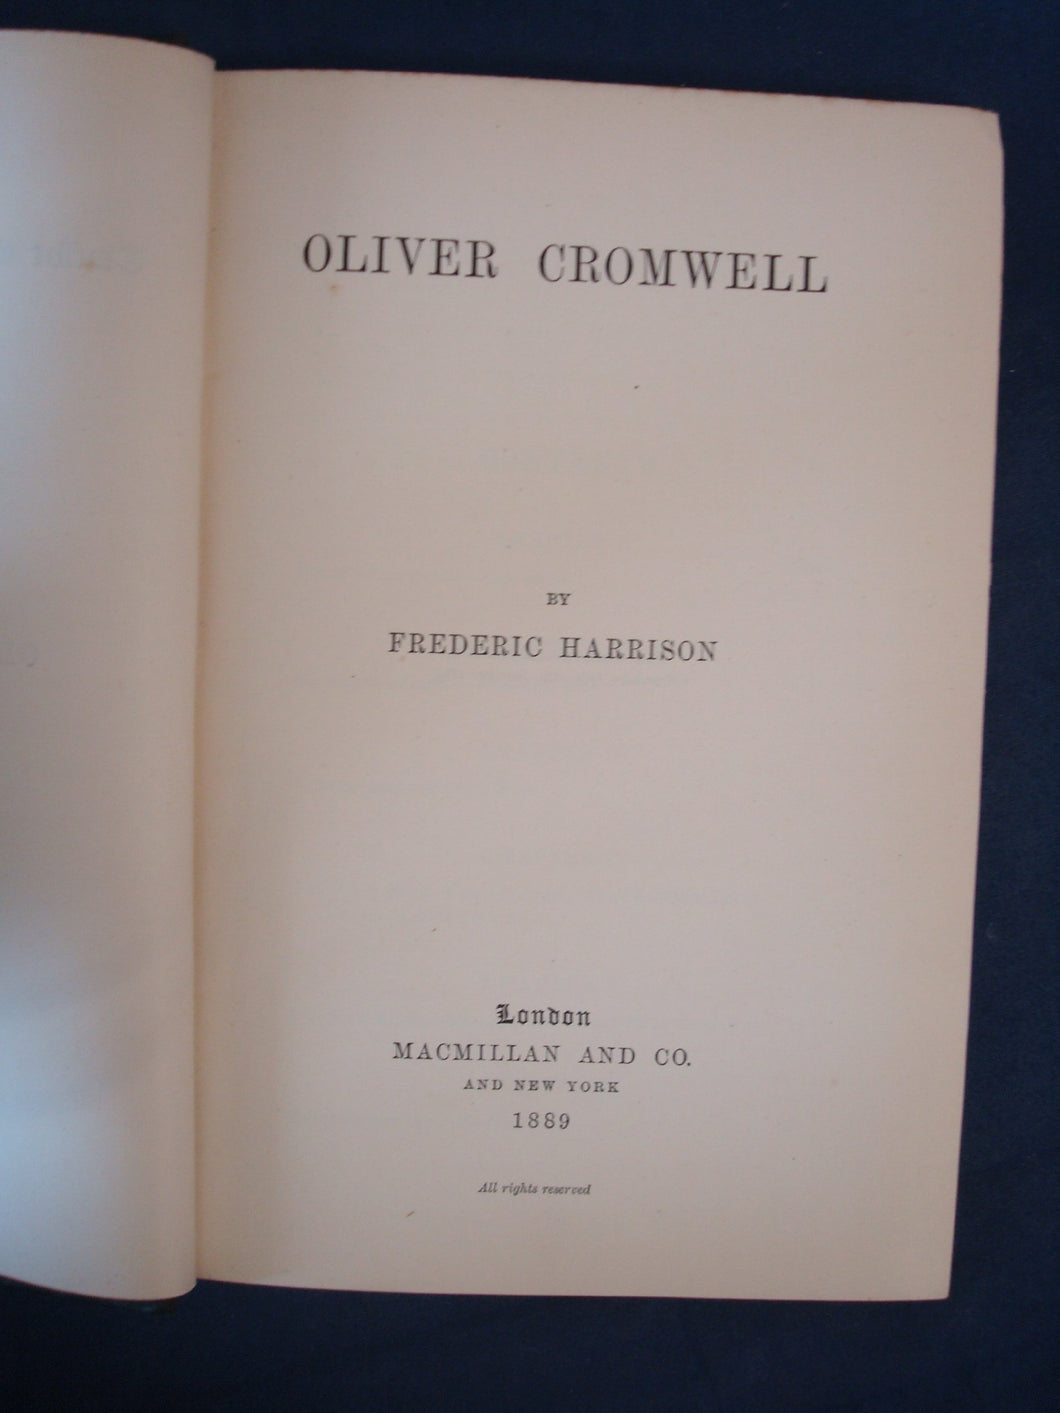 OLIVER CROMWELL
BY
FREDERIC HARRISON
London
MACMILLAN AND CO.
AND NEW YORK
1889
All rights reserved